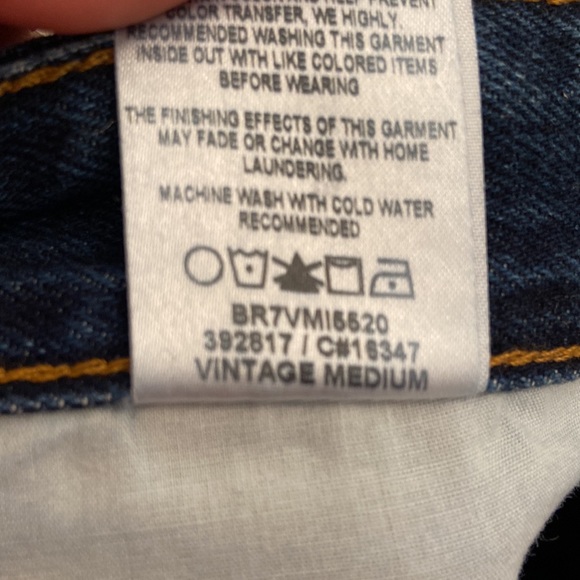 COLOR TRANSFER, WE HIGHLY.
RECOMMENDED WASHING THIS GARMENT
INSIDE OUT WITH LIKE COLORED ITEMS
BEFORE WEARING
THE FINISHING EFFECTS OF THIS GARMENT
MAY FADE OR CHANGE WITH HOME
LAUNDERING.
MACHINE WASH WITH COLD WATER
RECOMMENDED
BR7VMI5520
392817 / C#16347
VINTAGE MEDIUM